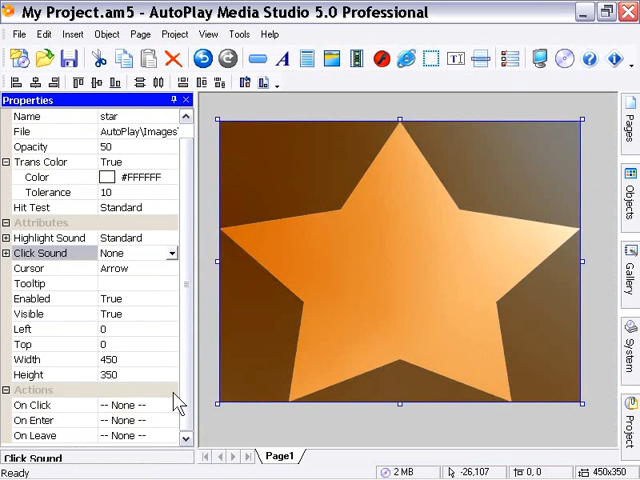 My Project.am5 - AutoPlay Media Studio 5.0 Professional
File Edit Insert Object Page Project View Tools Help
Properties
Name star
File AutoPlay\Images'
Opacity 50
Trans Color True
Color #FFFFFF
Tolerance 10
Hit Test Standard
Attributes
Highlight Sound Standard
Click Sound None
Cursor Arrow
Tooltip
Enabled True
Visible True
Left 0
Top 0
Width 450
Height 350
Actions
On Click -- None --
On Enter -- None --
On Leave -- None --
Click Sound
Pages
Objects
Gallery
System
Project
Page1
Ready
2 MB
-26,107
0, 0
450x350